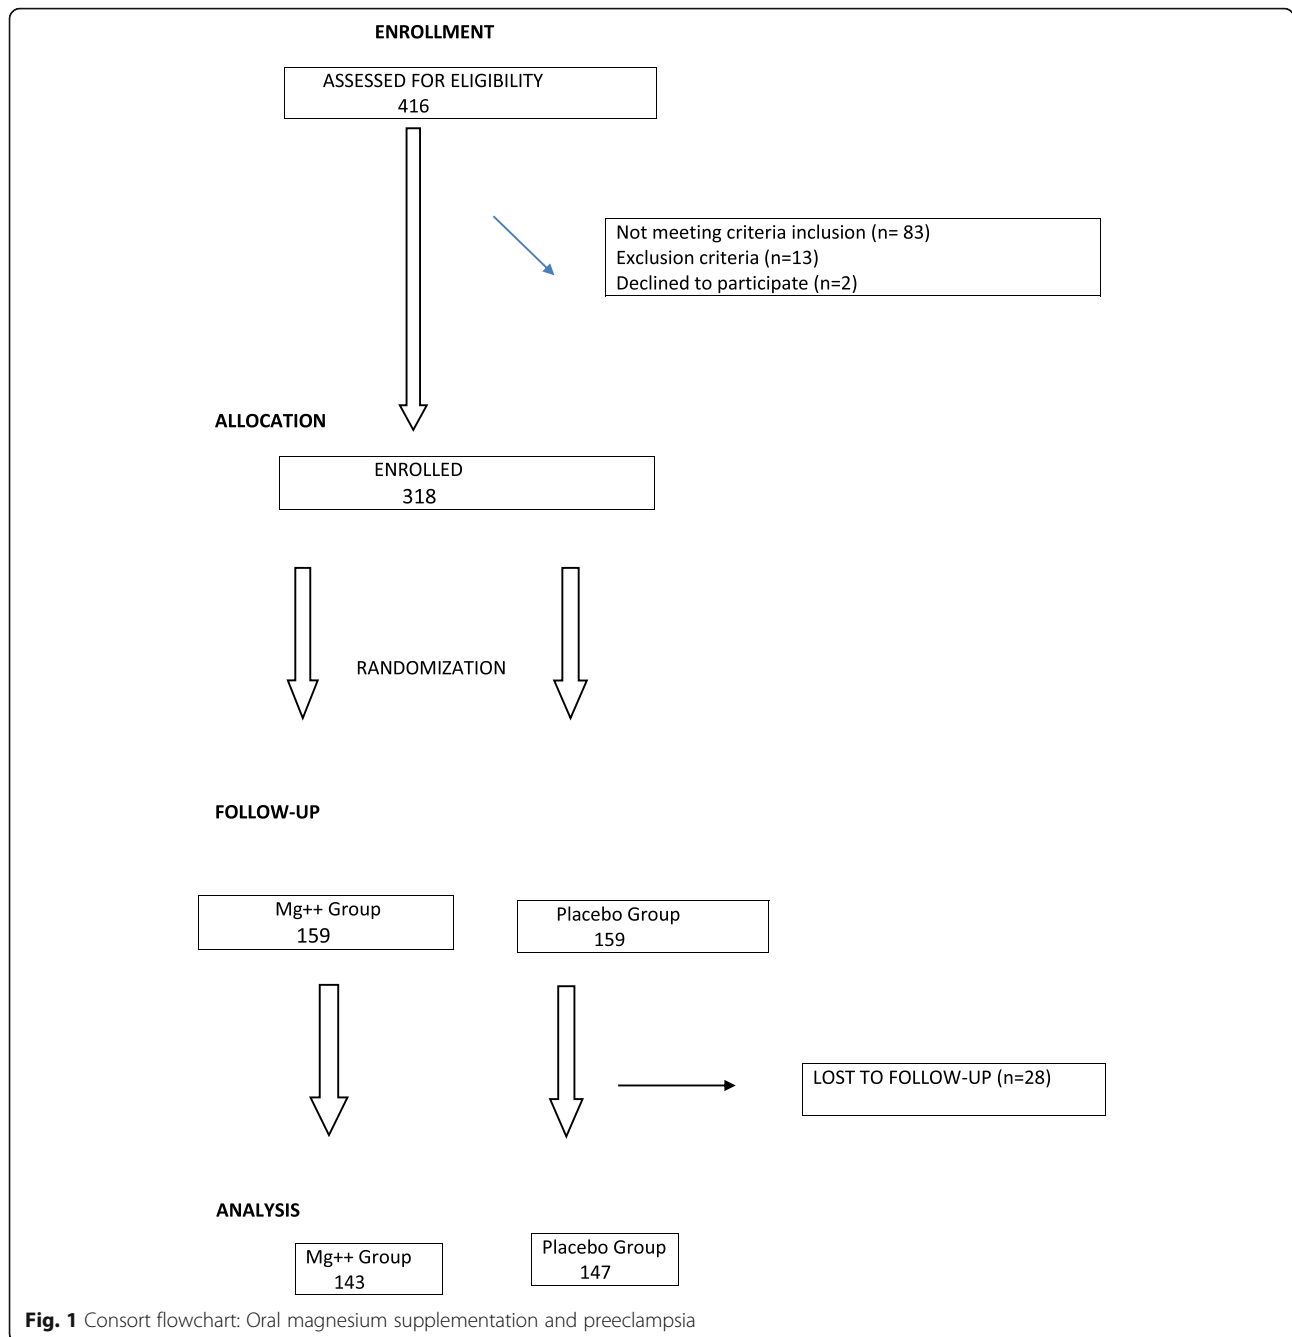 ENROLLMENT
ASSESSED FOR ELIGIBILITY
416
Not meeting criteria inclusion (n= 83)
Exclusion criteria (n=13)
Declined to participate (n=2)
ALLOCATION
ENROLLED
318
RANDOMIZATION
FOLLOW-UP
Mg++ Group
159
Placebo Group
159
LOST TO FOLLOW-UP (n=28)
ANALYSIS
Mg++ Group
143
Placebo Group
147
Fig. 1 Consort flowchart: Oral magnesium supplementation and preeclampsia